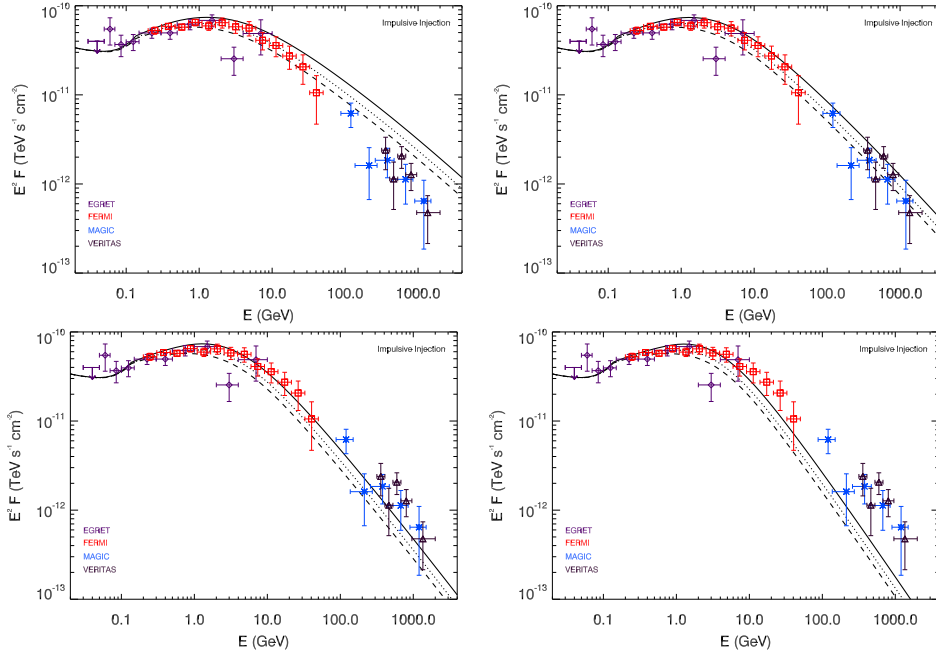 10⁻¹⁰
Impulsive Injection
10⁻¹¹
10⁻¹²
10⁻¹³
E² F (TeV s⁻¹ cm⁻²)
EGRET
FERMI
MAGIC
VERITAS
0.1 1.0 10.0 100.0 1000.0
E (GeV)
10⁻¹⁰
Impulsive Injection
10⁻¹¹
10⁻¹²
10⁻¹³
E² F (TeV s⁻¹ cm⁻²)
EGRET
FERMI
MAGIC
VERITAS
0.1 1.0 10.0 100.0 1000.0
E (GeV)
10⁻¹⁰
Impulsive Injection
10⁻¹¹
10⁻¹²
10⁻¹³
E² F (TeV s⁻¹ cm⁻²)
EGRET
FERMI
MAGIC
VERITAS
0.1 1.0 10.0 100.0 1000.0
E (GeV)
10⁻¹⁰
Impulsive Injection
10⁻¹¹
10⁻¹²
10⁻¹³
E² F (TeV s⁻¹ cm⁻²)
EGRET
FERMI
MAGIC
VERITAS
0.1 1.0 10.0 100.0 1000.0
E (GeV)